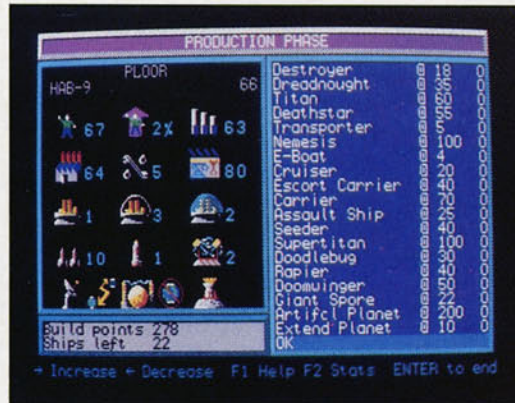 PRODUCTION PHASE
PLOOR
HAB-9 66
67 2% 63
64 5 80
1 3 2
10 1 2
Build points 278
Ships left 22
Destroyer @ 18 0
Dreadnought @ 35 0
Titan @ 60 0
Deathstar @ 55 0
Transporter @ 5 0
Nemesis @ 100 0
E-Boat @ 4 0
Cruiser @ 20 0
Escort Carrier @ 40 0
Carrier @ 70 0
Assault Ship @ 25 0
Seeder @ 40 0
Supertitan @ 100 0
Doodlebug @ 30 0
Rapier @ 40 0
Doomwinger @ 50 0
Giant Spore @ 22 0
Artifcl Planet @ 200 0
Extend Planet @ 10 0
OK
→ Increase ← Decrease F1 Help F2 Stats ENTER to end